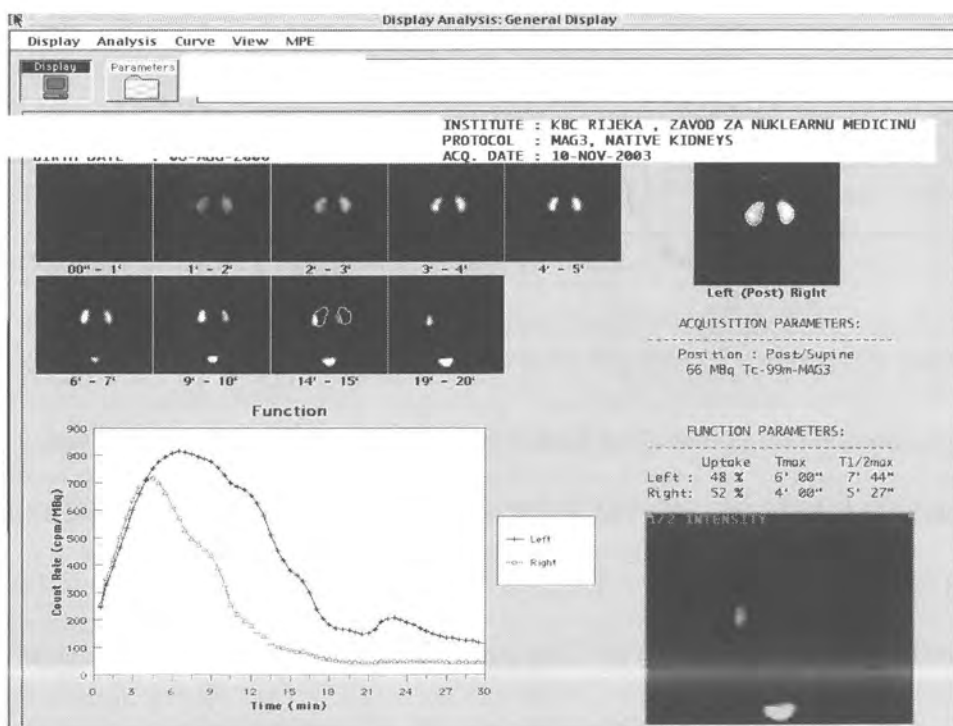 Display Analysis: General Display
Display Analysis Curve View MPE
Display Parameters
INSTITUTE : KBC RIJEKA , ZAVOD ZA NUKLEARNU MEDICINU
PROTOCOL : MAG3, NATIVE KIDNEYS
ACQ. DATE : 10-NOV-2003
BIRTH DATE :
00" - 1' 1' - 2' 2' - 3' 3' - 4' 4' - 5'
Left (Post) Right
6' - 7' 9' - 10' 14' - 15' 19' - 20'
ACQUISITION PARAMETERS:
Position : Post/Supine
66 MBq Tc-99m-MAG3
Function
900
800
700
600
500
400
300
200
100
0
Count Rate (cpm/MBq)
0 3 6 9 12 15 18 21 24 27 30
Time (min)
Left
Right
FUNCTION PARAMETERS:
Uptake Tmax T1/2max
Left : 48 % 6' 00" 7' 44"
Right: 52 % 4' 00" 5' 27"
1/2 INTENSITY